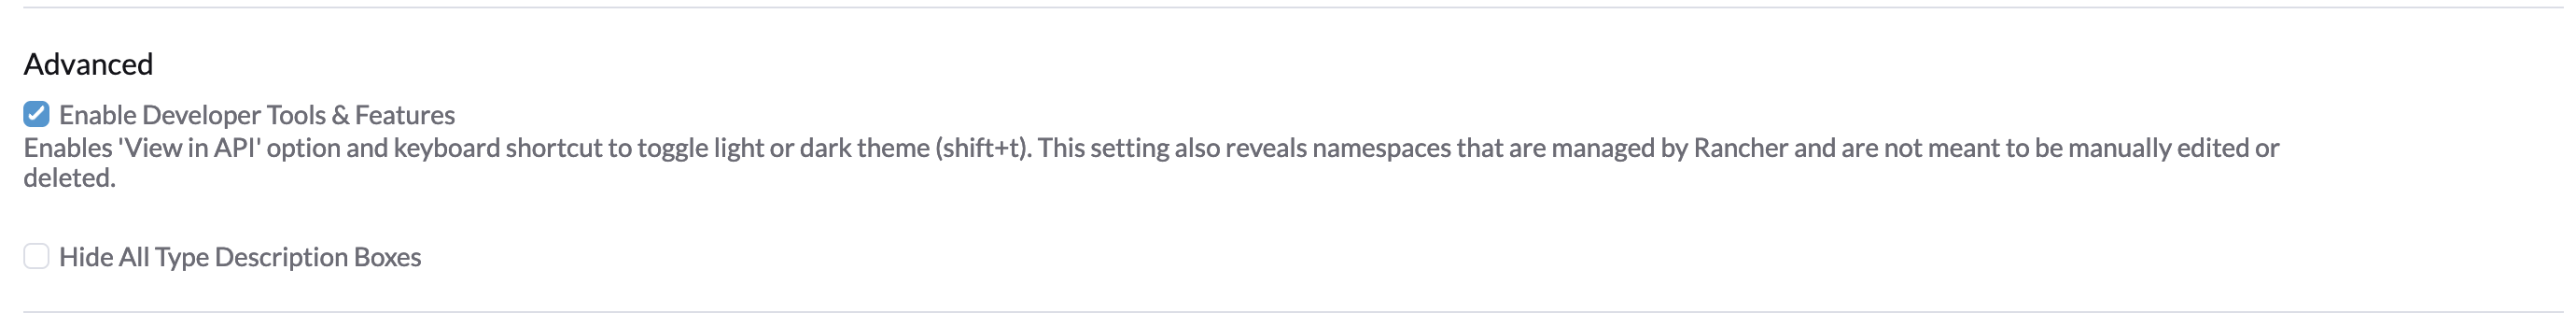 Advanced
Enable Developer Tools & Features
Enables 'View in API' option and keyboard shortcut to toggle light or dark theme (shift+t). This setting also reveals namespaces that are managed by Rancher and are not meant to be manually edited or
deleted.
Hide All Type Description Boxes